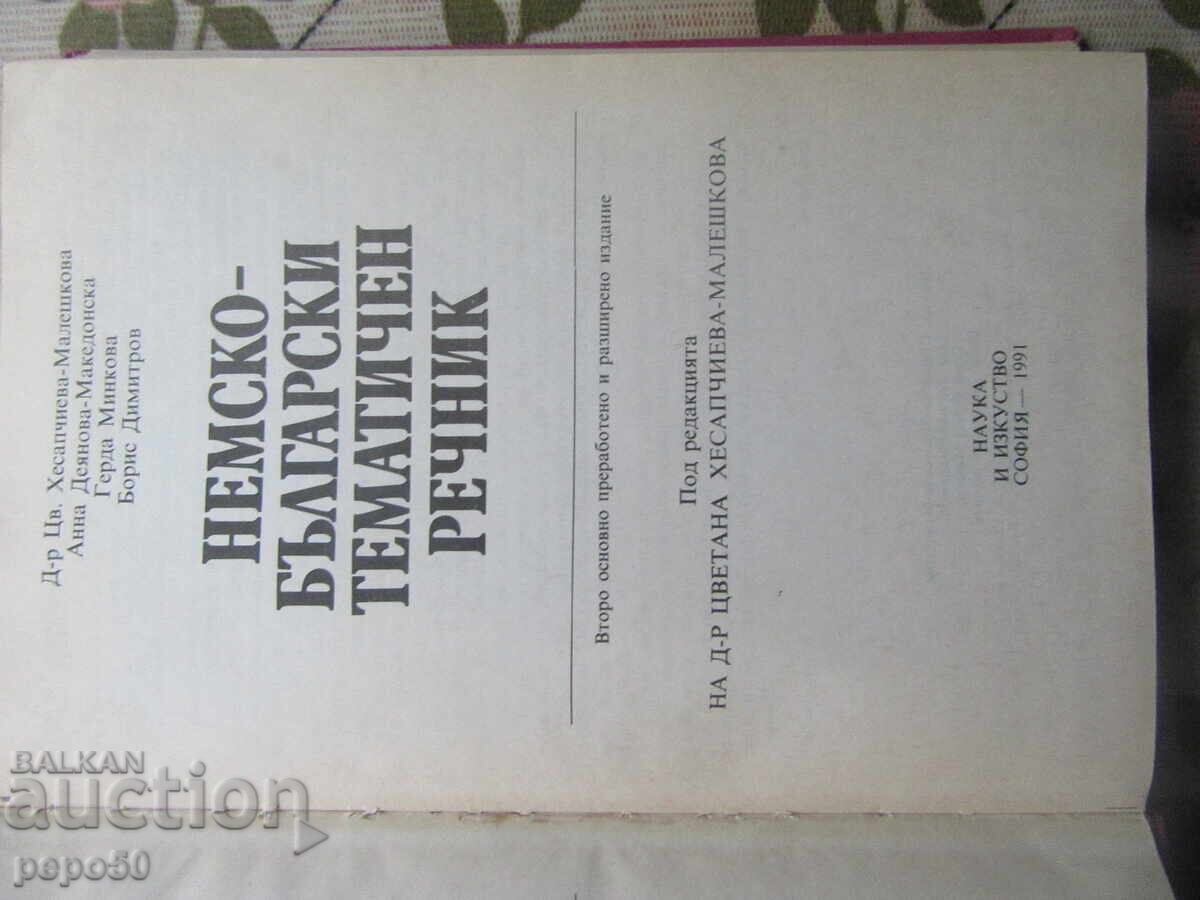 Д-р Цв. Хесапчиева-Малешкова
Анна Деянова-Македонска
Герда Минкова
Борис Димитров
НЕМСКО-
БЪЛГАРСКИ
ТЕМАТИЧЕН
РЕЧНИК
Второ основно преработено и разширено издание
Под редакцията
НА Д-Р ЦВЕТАНА ХЕСАПЧИЕВА-МАЛЕШКОВА
НАУКА
И ИЗКУСТВО
СОФИЯ — 1991
BALKAN
auction
pepo50